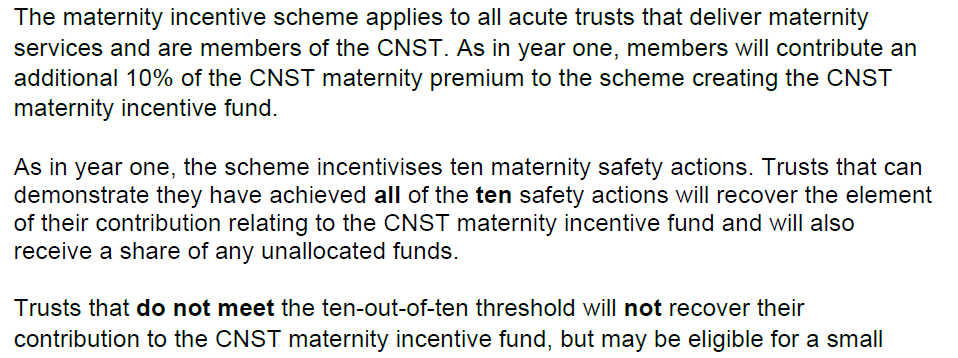 The maternity incentive scheme applies to all acute trusts that deliver maternity
services and are members of the CNST. As in year one, members will contribute an
additional 10% of the CNST maternity premium to the scheme creating the CNST
maternity incentive fund.
As in year one, the scheme incentivises ten maternity safety actions. Trusts that can
demonstrate they have achieved all of the ten safety actions will recover the element
of their contribution relating to the CNST maternity incentive fund and will also
receive a share of any unallocated funds.
Trusts that do not meet the ten-out-of-ten threshold will not recover their
contribution to the CNST maternity incentive fund, but may be eligible for a small